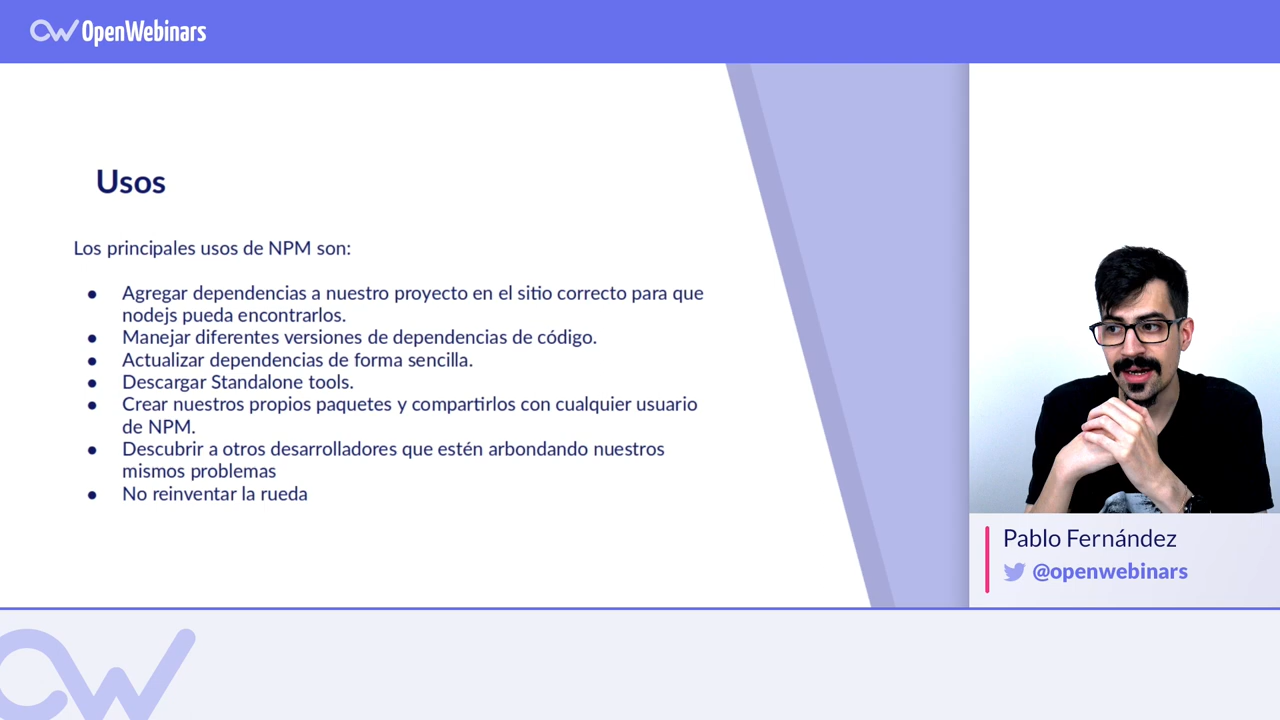 OpenWebinars
Usos
Los principales usos de NPM son:
● Agregar dependencias a nuestro proyecto en el sitio correcto para que
nodejs pueda encontrarlos.
● Manejar diferentes versiones de dependencias de código.
● Actualizar dependencias de forma sencilla.
● Descargar Standalone tools.
● Crear nuestros propios paquetes y compartirlos con cualquier usuario
de NPM.
● Descubrir a otros desarrolladores que estén arbondando nuestros
mismos problemas
● No reinventar la rueda
Pablo Fernández
@openwebinars